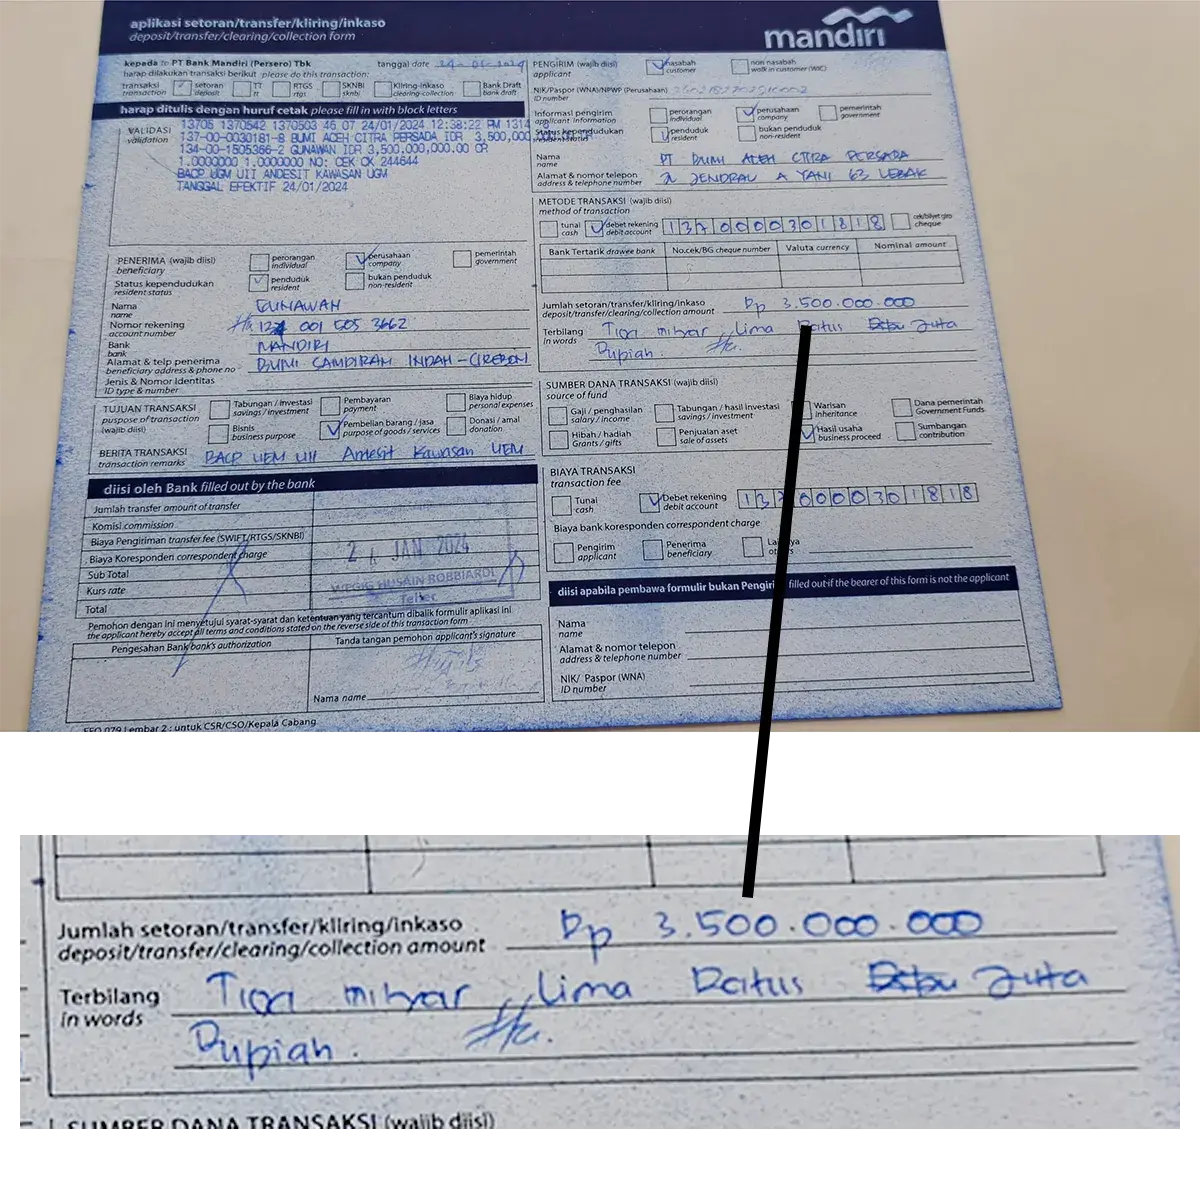 aplikasi setoran/transfer/kliring/inkaso
deposit/transfer/clearing/collection form
mandiri
kepada to PT Bank Mandiri (Persero) Tbk
tanggal date
harap dilakukan transaksi berikut please do this transaction:
transaksi
transaction
setoran
deposit
TT
tt
RTGS
rtgs
SKNBI
sknbi
Kliring-inkaso
clearing-collection
Bank Draft
bank draft
harap ditulis dengan huruf cetak please fill in with block letters
VALIDASI
validation
13705 1370542 1370503 46 07 24/01/2024 12:38:22 PM 1314
137-00-0030181-8 BUMI ACEH CITRA PERSADA IDR 3,500,000,000.00
134-00-1505366-2 GUNAWAN IDR 3,500,000,000.00 CR
1.0000000 1.0000000 NO: CEK CK 244644
BACP UGM UII ANDESIT KAWASAN UGM
TANGGAL EFEKTIF 24/01/2024
PENERIMA (wajib diisi)
beneficiary
perorangan
individual
perusahaan
company
pemerintah
government
Status kependudukan
resident status
penduduk
resident
bukan penduduk
non-resident
Nama
name
GUNAWAN
Nomor rekening
account number
001 505 3662
Bank
bank
MANDIRI
Alamat & telp penerima
beneficiary address & phone no
BUMI CAMPIRAN INDAH - CIREBON
Jenis & Nomor Identitas
ID type & number
TUJUAN TRANSAKSI
puspose of transaction
(wajib diisi)
Tabungan / investasi
savings / investment
Pembayaran
payment
Biaya hidup
personal expenses
Bisnis
business purpose
Pembelian barang / jasa
purpose of goods / services
Donasi / amal
donation
BERITA TRANSAKSI
transaction remarks
BACP UEM UII Amesit Kawasan UEM
diisi oleh Bank filled out by the bank
Jumlah transfer amount of transfer
Komisi commission
Biaya Pengiriman transfer fee (SWIFT/RTGS/SKNBI)
Biaya Koresponden correspondent charge
Sub Total
Kurs rate
Total
JAN 2024
WEGIG HUSAIN BOBBIARDI
Teller
Pemohon dengan ini menyetujui syarat-syarat dan ketentuan yang tercantum dibalik formulir aplikasi ini
the applicant hereby accept all terms and conditions stated on the reverse side of this transaction form
Pengesahan Bank bank's authorization
Tanda tangan pemohon applicant's signature
Nama name
Lembar 2 : untuk CSR/CSO/Kepala Cabang
PENGIRIM (wajib diisi)
applicant
nasabah
customer
non nasabah
walk in customer (WIC)
NIK/Paspor (WNA)/NPWP (Perusahaan)
ID number
Informasi pengirim
applicant information
perorangan
individual
perusahaan
company
pemerintah
government
Status kependudukan
penduduk
resident
bukan penduduk
non-resident
Nama
name
PT BUMI ACEH CITRA PERSADA
Alamat & nomor telepon
address & telephone number
JL JENDRAL A YANI 63 LEBAK
METODE TRANSAKSI (wajib diisi)
method of transaction
tunai
cash
debet rekening
debit account
1370000301818
cek/bilyet giro
cheque
Bank Tertarik drawee bank
No.cek/BG cheque number
Valuta currency
Nominal amount
Jumlah setoran/transfer/kliring/inkaso
deposit/transfer/clearing/collection amount
Rp 3.500.000.000
Terbilang
in words
Tiga milyar Lima Ratus Juta
Rupiah
SUMBER DANA TRANSAKSI (wajib diisi)
source of fund
Gaji / penghasilan
salary / income
Tabungan / hasil investasi
savings / investment
Warisan
inheritance
Dana pemerintah
Government Funds
Hibah / hadiah
Grants / gifts
Penjualan aset
sale of assets
Hasil usaha
business proceed
Sumbangan
contribution
BIAYA TRANSAKSI
transaction fee
Tunai
cash
Debet rekening
debit account
1370000301818
Biaya bank koresponden correspondent charge
Pengirim
applicant
Penerima
beneficiary
diisi apabila pembawa formulir bukan Pengirim filled out if the bearer of this form is not the applicant
Nama
name
Alamat & nomor telepon
address & telephone number
NIK/ Paspor (WNA)
ID number
Jumlah setoran/transfer/kliring/inkaso
deposit/transfer/clearing/collection amount
Rp 3.500.000.000
Terbilang
in words
Tiga milyar Lima Ratus Juta
Rupiah .
SUMBER DANA TRANSAKSI (wajib diisi)